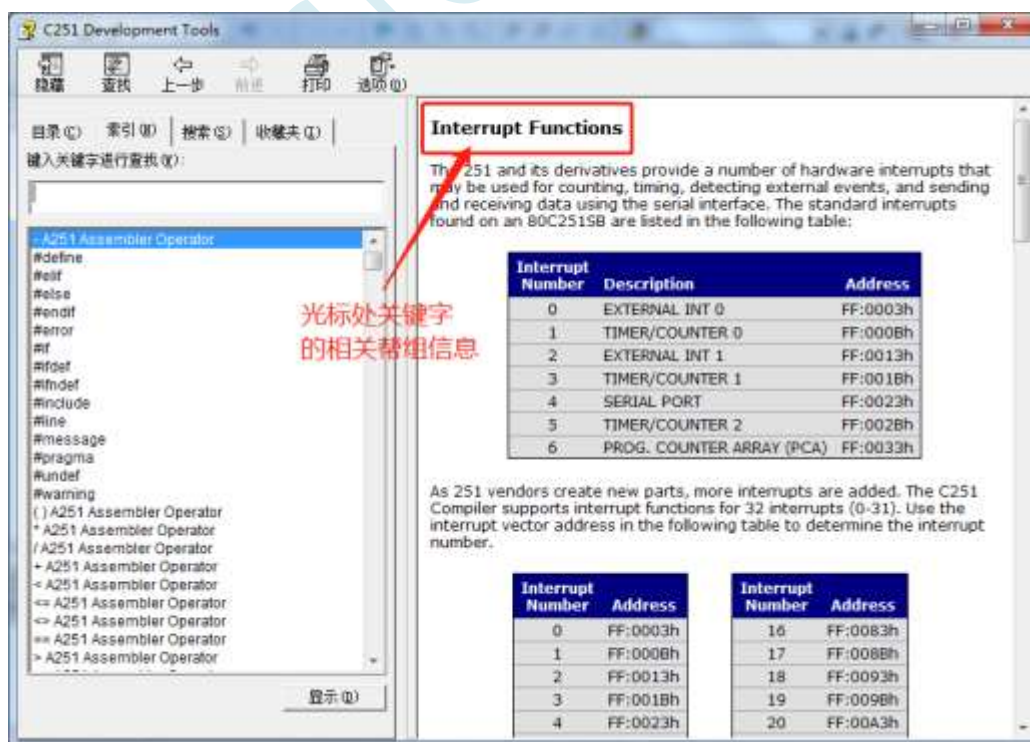 C251 Development Tools
隐藏 查找 上一步 前进 打印 选项(O)
目录(C) 索引(N) 搜索(S) 收藏夹(I)
键入关键字进行查找(W):
- A251 Assembler Operator
#define
#elif
#else
#endif
#error
#if
#ifdef
#ifndef
#include
#line
#message
#pragma
#undef
#warning
( ) A251 Assembler Operator
* A251 Assembler Operator
/ A251 Assembler Operator
+ A251 Assembler Operator
< A251 Assembler Operator
<= A251 Assembler Operator
<> A251 Assembler Operator
== A251 Assembler Operator
> A251 Assembler Operator
显示(D)
光标处关键字
的相关帮组信息
Interrupt Functions
The 251 and its derivatives provide a number of hardware interrupts that
may be used for counting, timing, detecting external events, and sending
and receiving data using the serial interface. The standard interrupts
found on an 80C251SB are listed in the following table:
Interrupt
Number Description Address
0 EXTERNAL INT 0 FF:0003h
1 TIMER/COUNTER 0 FF:000Bh
2 EXTERNAL INT 1 FF:0013h
3 TIMER/COUNTER 1 FF:001Bh
4 SERIAL PORT FF:0023h
5 TIMER/COUNTER 2 FF:002Bh
6 PROG. COUNTER ARRAY (PCA) FF:0033h
As 251 vendors create new parts, more interrupts are added. The C251
Compiler supports interrupt functions for 32 interrupts (0-31). Use the
interrupt vector address in the following table to determine the interrupt
number.
Interrupt Interrupt
Number Address Number Address
0 FF:0003h 16 FF:0083h
1 FF:000Bh 17 FF:008Bh
2 FF:0013h 18 FF:0093h
3 FF:001Bh 19 FF:009Bh
4 FF:0023h 20 FF:00A3h